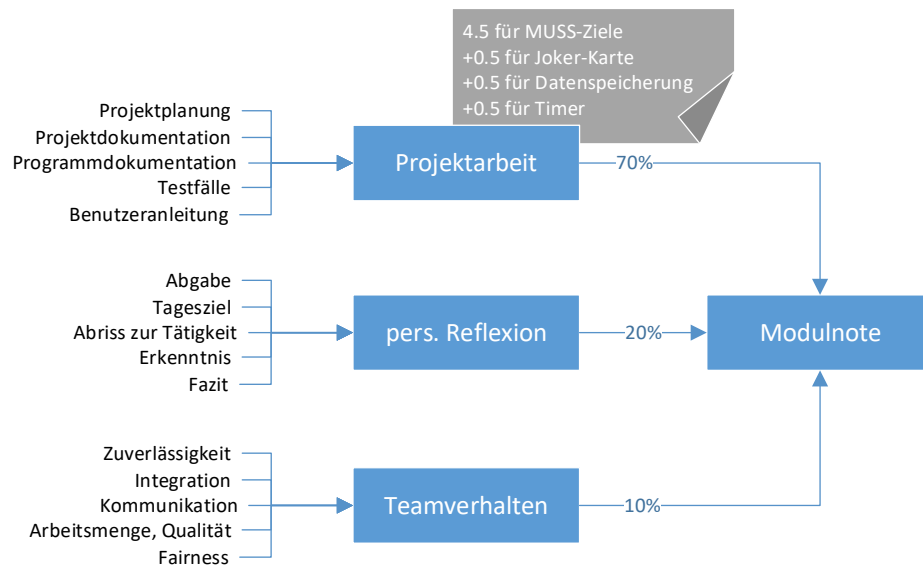 4.5 für MUSS-Ziele
+0.5 für Joker-Karte
+0.5 für Datenspeicherung
+0.5 für Timer
Projektplanung
Projektdokumentation
Programmdokumentation
Testfälle
Benutzeranleitung
Projektarbeit
70%
Abgabe
Tagesziel
Abriss zur Tätigkeit
Erkenntnis
Fazit
pers. Reflexion
20%
Modulnote
Zuverlässigkeit
Integration
Kommunikation
Arbeitsmenge, Qualität
Fairness
Teamverhalten
10%